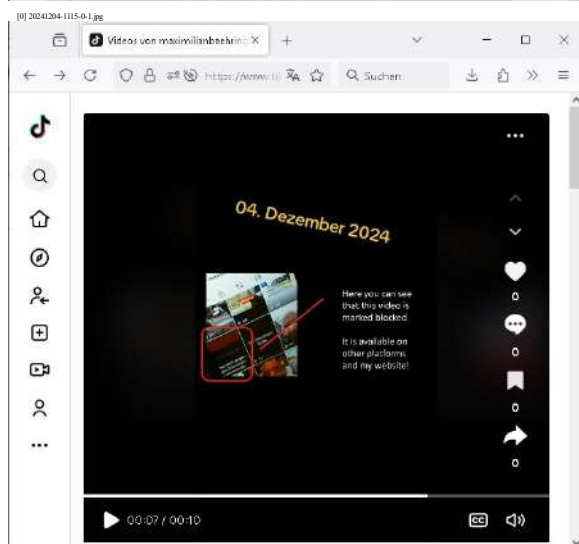 [0] 20241204-1115-0-1.jpg
Videos von maximilianbaehring
Suchen
04. Dezember 2024
Here you can see
that this video is
marked blocked.
It is available on
other platforms
and my website!
0
0
0
0
00:07 / 00:10
CC